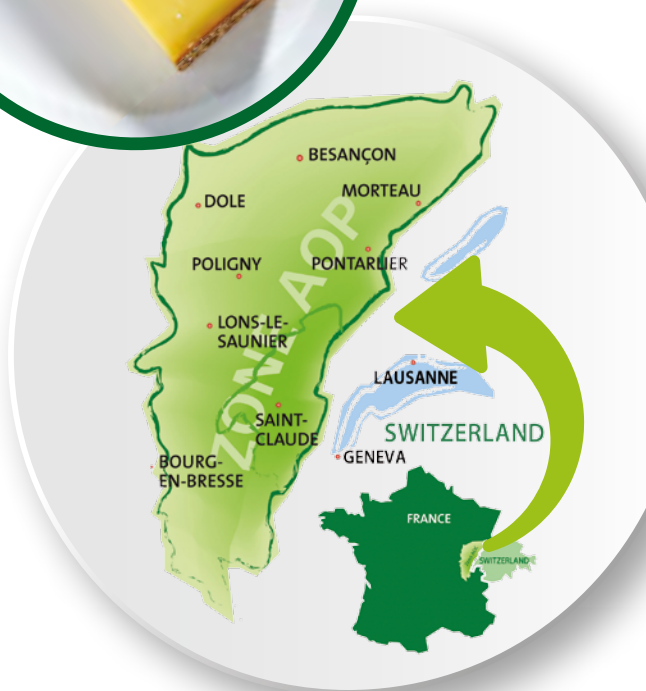 BESANÇON
MORTEAU
DOLE
ZONE AOP
POLIGNY
PONTARLIER
LONS-LE-
SAUNIER
LAUSANNE
SAINT-
CLAUDE
SWITZERLAND
GENEVA
BOURG-
EN-BRESSE
FRANCE
SWITZERLAND